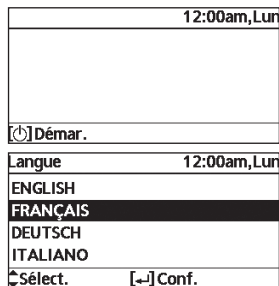 12:00am,Lun
[⏻]Démar.
Langue 12:00am,Lun
ENGLISH
FRANÇAIS
DEUTSCH
ITALIANO
Sélect. [↵]Conf.